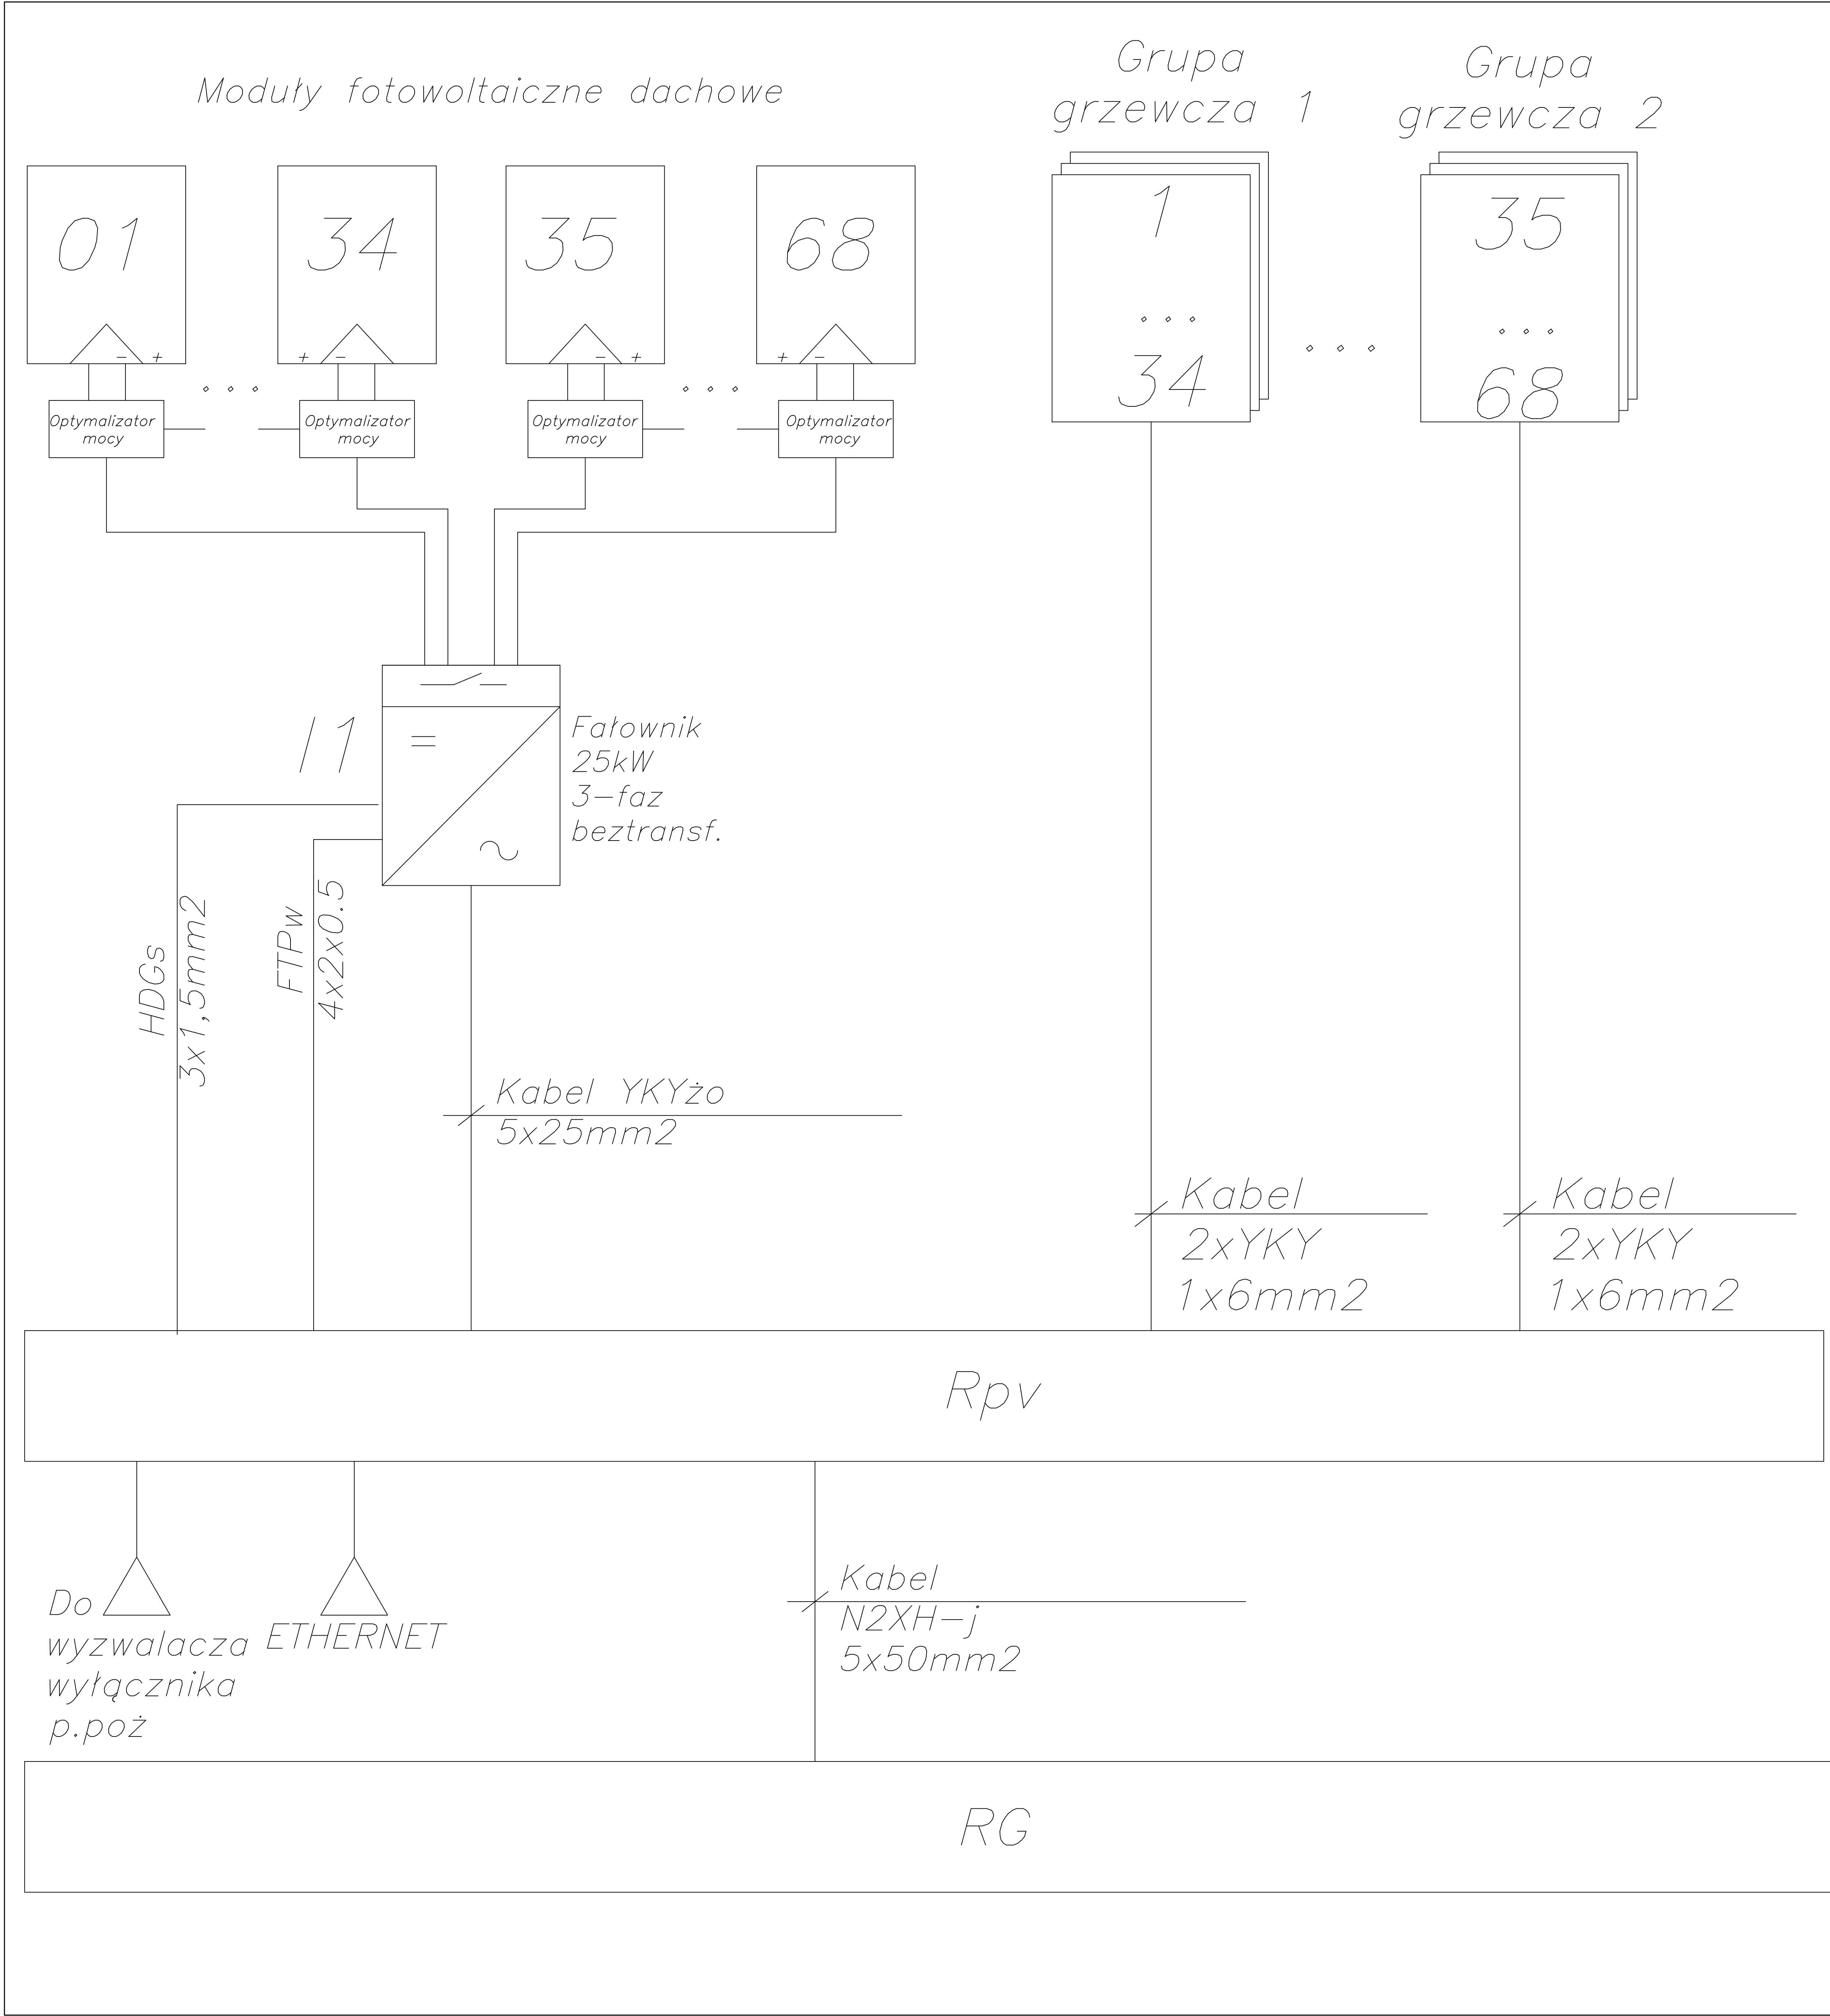 Moduły fotowoltaiczne dachowe
Grupa
grzewcza 1
Grupa
grzewcza 2
01
34
35
68
- +
+ -
- +
+ -
1
...
34
...
35
...
68
...
...
Optymalizator
mocy
Optymalizator
mocy
Optymalizator
mocy
Optymalizator
mocy
I1
=
~
Fałownik
25kW
3-faz
beztransf.
HDGs
3x1,5mm2
FTPw
4x2x0.5
Kabel YKYżo
5x25mm2
Kabel
2xYKY
1x6mm2
Kabel
2xYKY
1x6mm2
Rpv
Do
wyzwalacza
wyłącznika
p.poż
ETHERNET
Kabel
N2XH-j
5x50mm2
RG